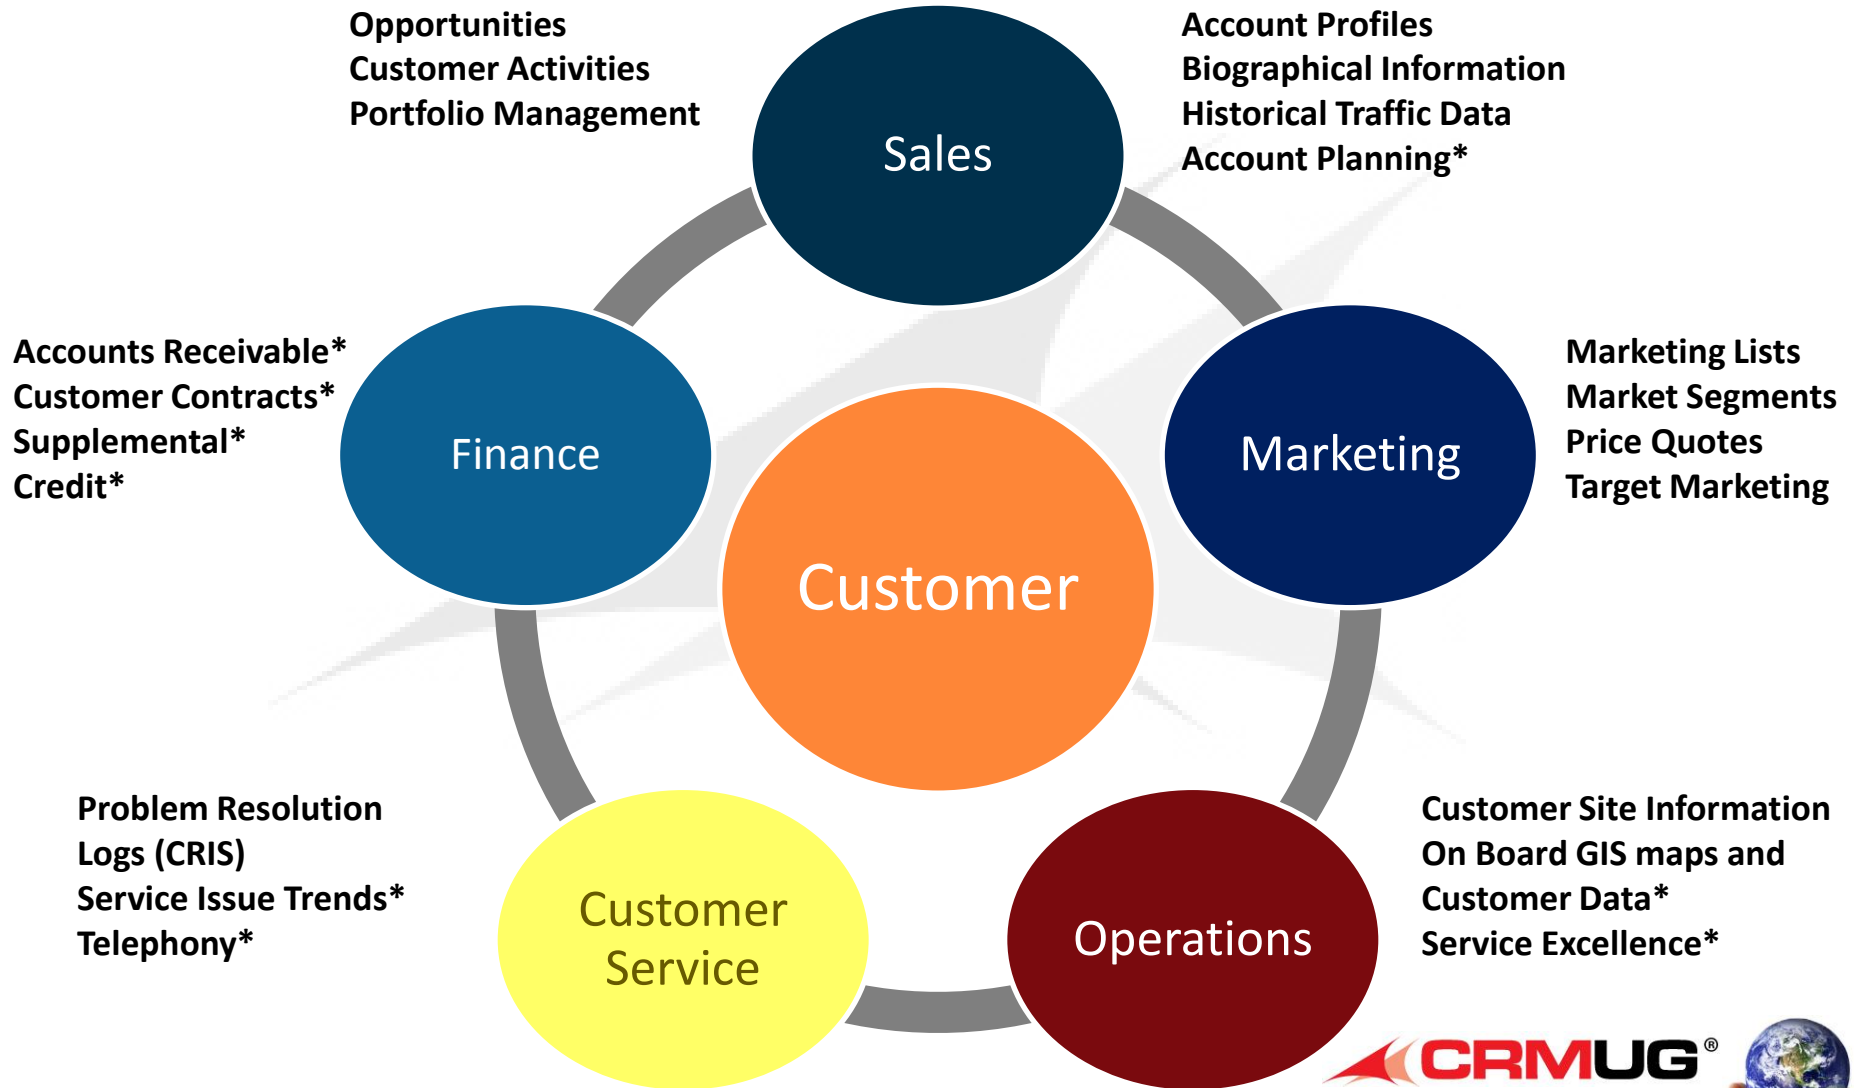 Opportunities
Customer Activities
Portfolio Management
Account Profiles
Biographical Information
Historical Traffic Data
Account Planning*
Sales
Accounts Receivable*
Customer Contracts*
Supplemental*
Credit*
Finance
Marketing
Marketing Lists
Market Segments
Price Quotes
Target Marketing
Customer
Problem Resolution
Logs (CRIS)
Service Issue Trends*
Telephony*
Customer
Service
Operations
Customer Site Information
On Board GIS maps and
Customer Data*
Service Excellence*
CRMUG®